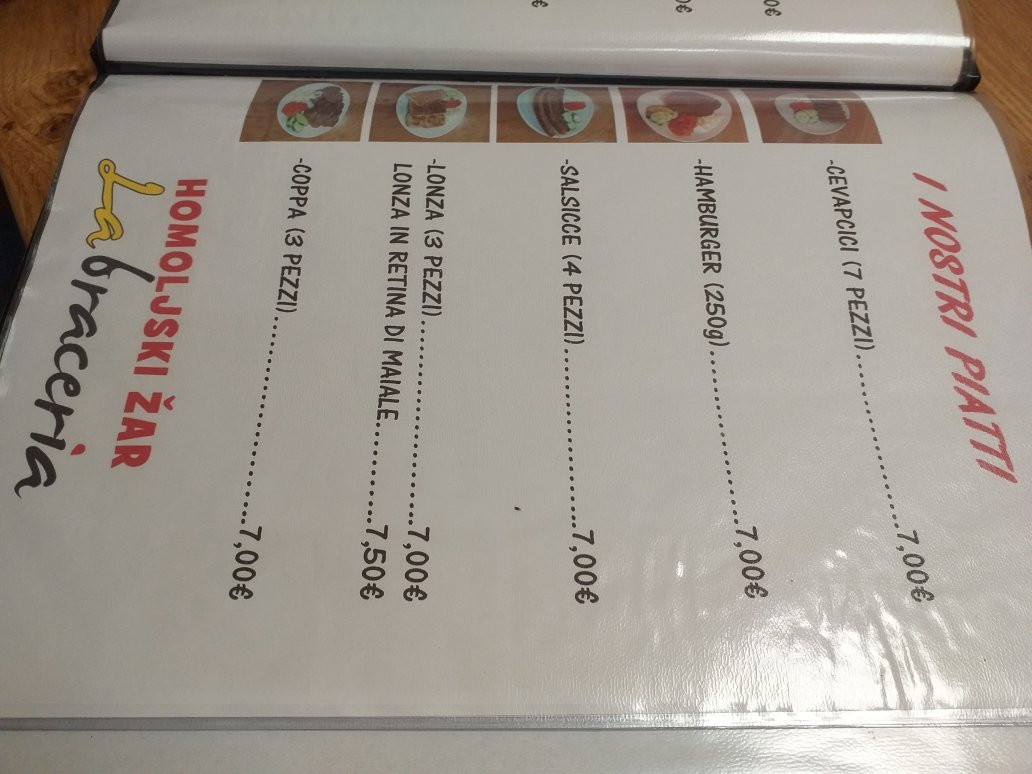 I NOSTRI PIATTI
-CEVAPCICI (7 PEZZI)..................7,00€
-HAMBURGER (250g)..................7,00€
-SALSICCE (4 PEZZI)..................7,00€
-LONZA (3 PEZZI)......................7,00€
LONZA IN RETINA DI MAIALE..........7,50€
-COPPA (3 PEZZI)......................7,00€
HOMOLJSKI ŽAR
La braceria